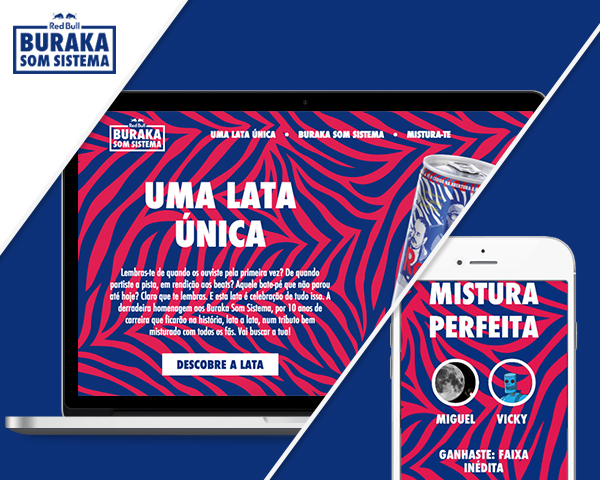 Red Bull
BURAKA
SOM SISTEMA
Red Bull
BURAKA
SOM SISTEMA
UMA LATA ÚNICA • BURAKA SOM SISTEMA • MISTURA-TE
UMA LATA
ÚNICA
Lembras-te de quando os ouviste pela primeira vez? De quando
partiste a pista, em rendição aos beats? Aquele bate-pé que não parou
até hoje? Claro que te lembras. E esta lata é celebração de tudo isso. A
derradeira homenagem aos Buraka Som Sistema, por 10 anos de
carreira que ficarão na história, lata a lata, num tributo bem
misturado com todos os fãs. Vai buscar a tua!
DESCOBRE A LATA
MISTURA
PERFEITA
MIGUEL VICKY
GANHASTE: FAIXA
INÉDITA